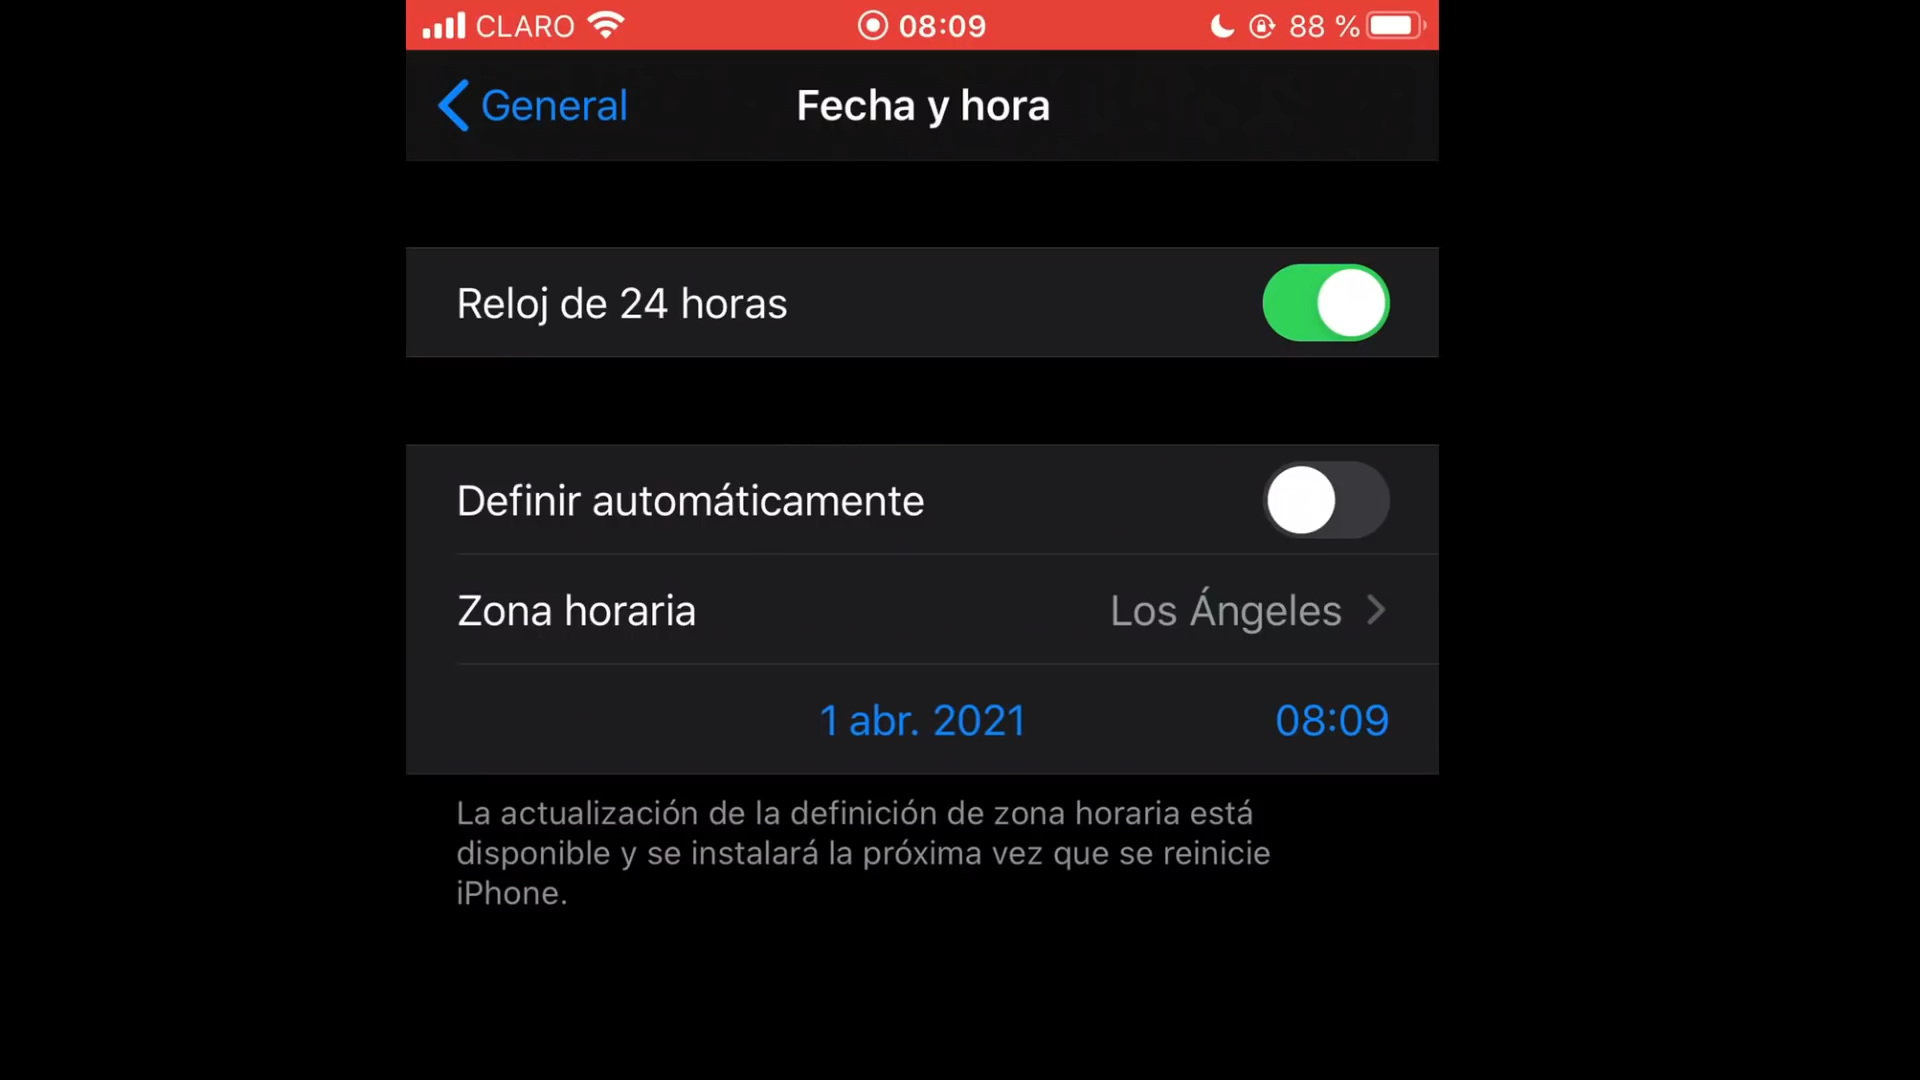 CLARO 08:09 88 %
General Fecha y hora
Reloj de 24 horas
Definir automáticamente
Zona horaria Los Ángeles
1 abr. 2021 08:09
La actualización de la definición de zona horaria está
disponible y se instalará la próxima vez que se reinicie
iPhone.